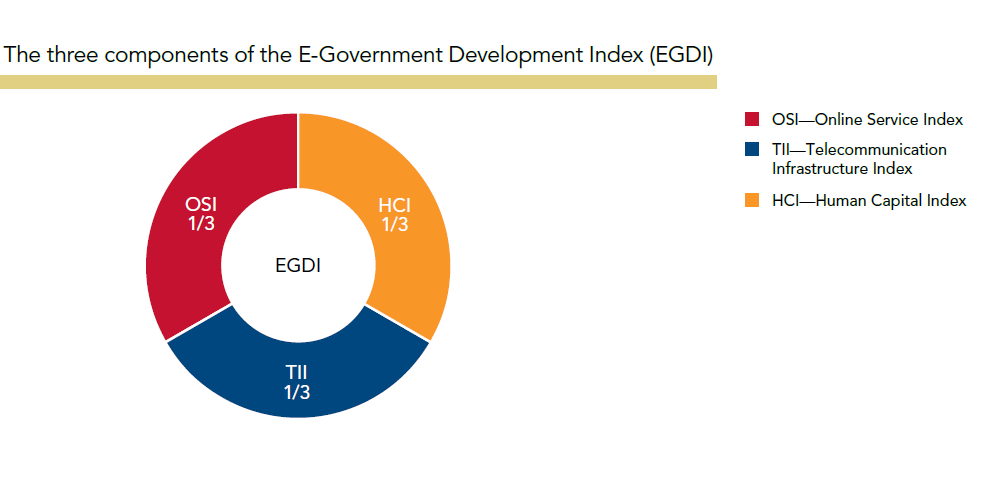 The three components of the E-Government Development Index (EGDI)
OSI—Online Service Index
TII—Telecommunication
Infrastructure Index
HCI—Human Capital Index
OSI
1/3
HCI
1/3
EGDI
TII
1/3